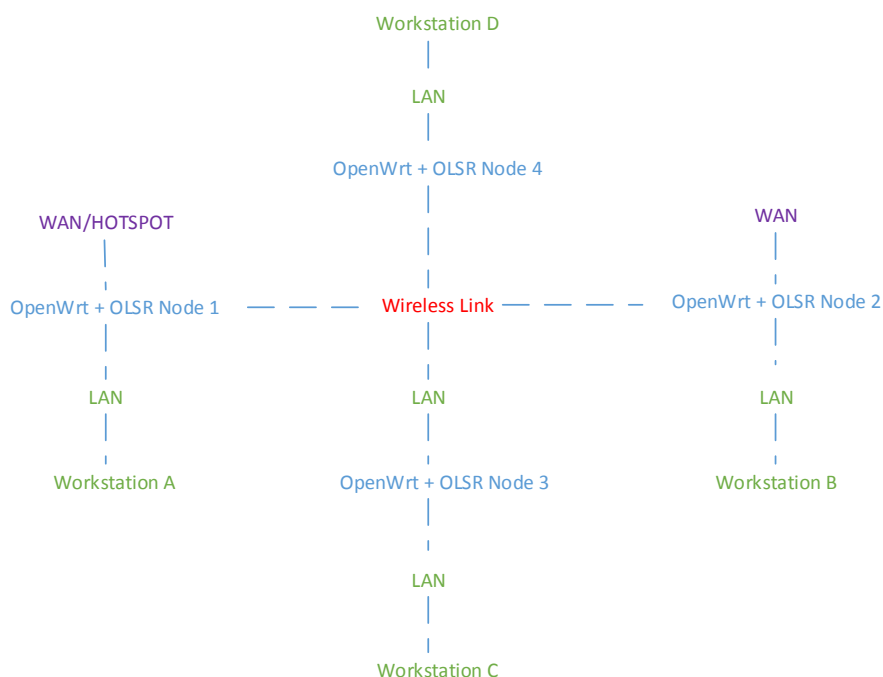 Workstation D
LAN
OpenWrt + OLSR Node 4
WAN/HOTSPOT
WAN
OpenWrt + OLSR Node 1
Wireless Link
OpenWrt + OLSR Node 2
LAN
LAN
LAN
Workstation A
OpenWrt + OLSR Node 3
Workstation B
LAN
Workstation C